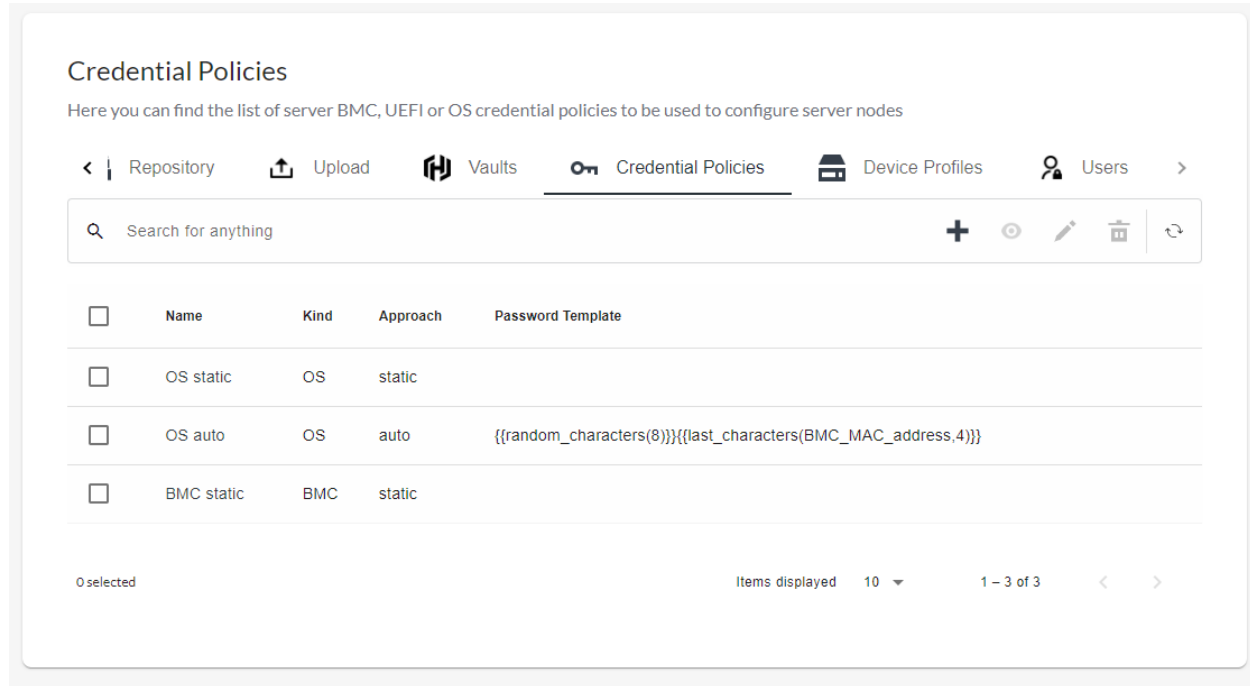 Credential Policies
Here you can find the list of server BMC, UEFI or OS credential policies to be used to configure server nodes
Repository Upload Vaults Credential Policies Device Profiles Users
Search for anything
Name Kind Approach Password Template
OS static OS static
OS auto OS auto {{random_characters(8)}}{{last_characters(BMC_MAC_address,4)}}
BMC static BMC static
0 selected Items displayed 10 1 – 3 of 3